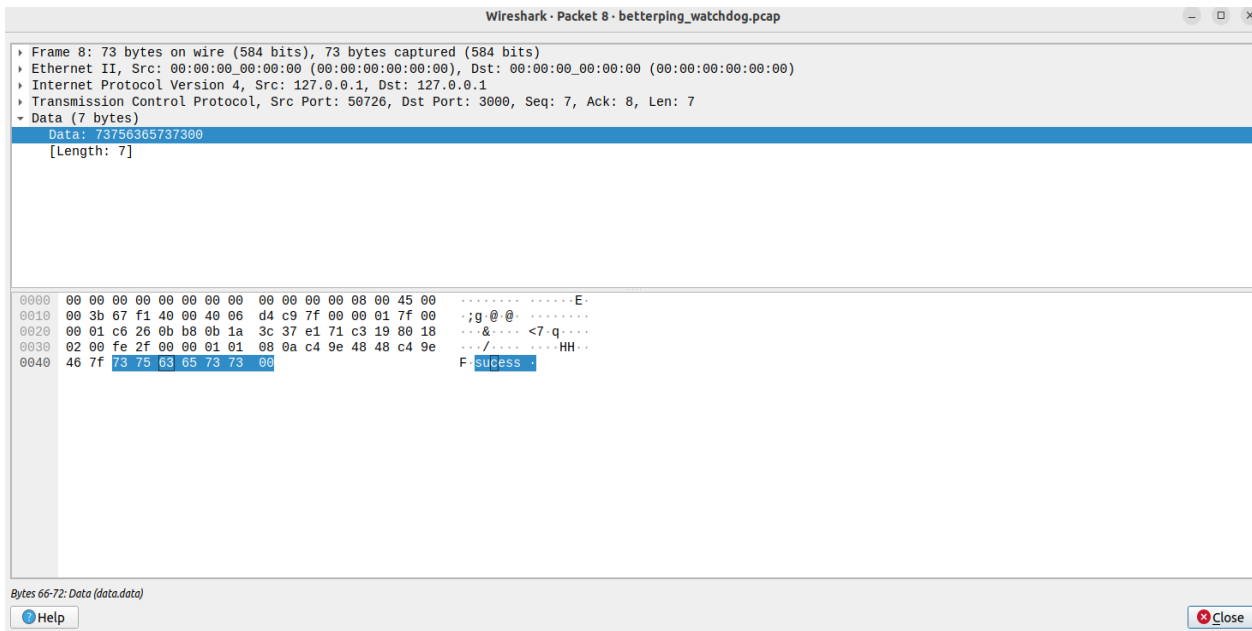 Wireshark · Packet 8 · betterping_watchdog.pcap
Frame 8: 73 bytes on wire (584 bits), 73 bytes captured (584 bits)
Ethernet II, Src: 00:00:00_00:00:00 (00:00:00:00:00:00), Dst: 00:00:00_00:00:00 (00:00:00:00:00:00)
Internet Protocol Version 4, Src: 127.0.0.1, Dst: 127.0.0.1
Transmission Control Protocol, Src Port: 50726, Dst Port: 3000, Seq: 7, Ack: 8, Len: 7
Data (7 bytes)
Data: 73756365737300
[Length: 7]
0000 00 00 00 00 00 00 00 00 00 00 00 00 08 00 45 00 ········ ······E·
0010 00 3b 67 f1 40 00 40 06 d4 c9 7f 00 00 01 7f 00 ·;g·@·@· ········
0020 00 01 c6 26 0b b8 0b 1a 3c 37 e1 71 c3 19 80 18 ···&···· <7·q····
0030 02 00 fe 2f 00 00 01 01 08 0a c4 9e 48 48 c4 9e ···/···· ····HH··
0040 46 7f 73 75 63 65 73 73 00 F·sucess ·
Bytes 66-72: Data (data.data)
Help
Close